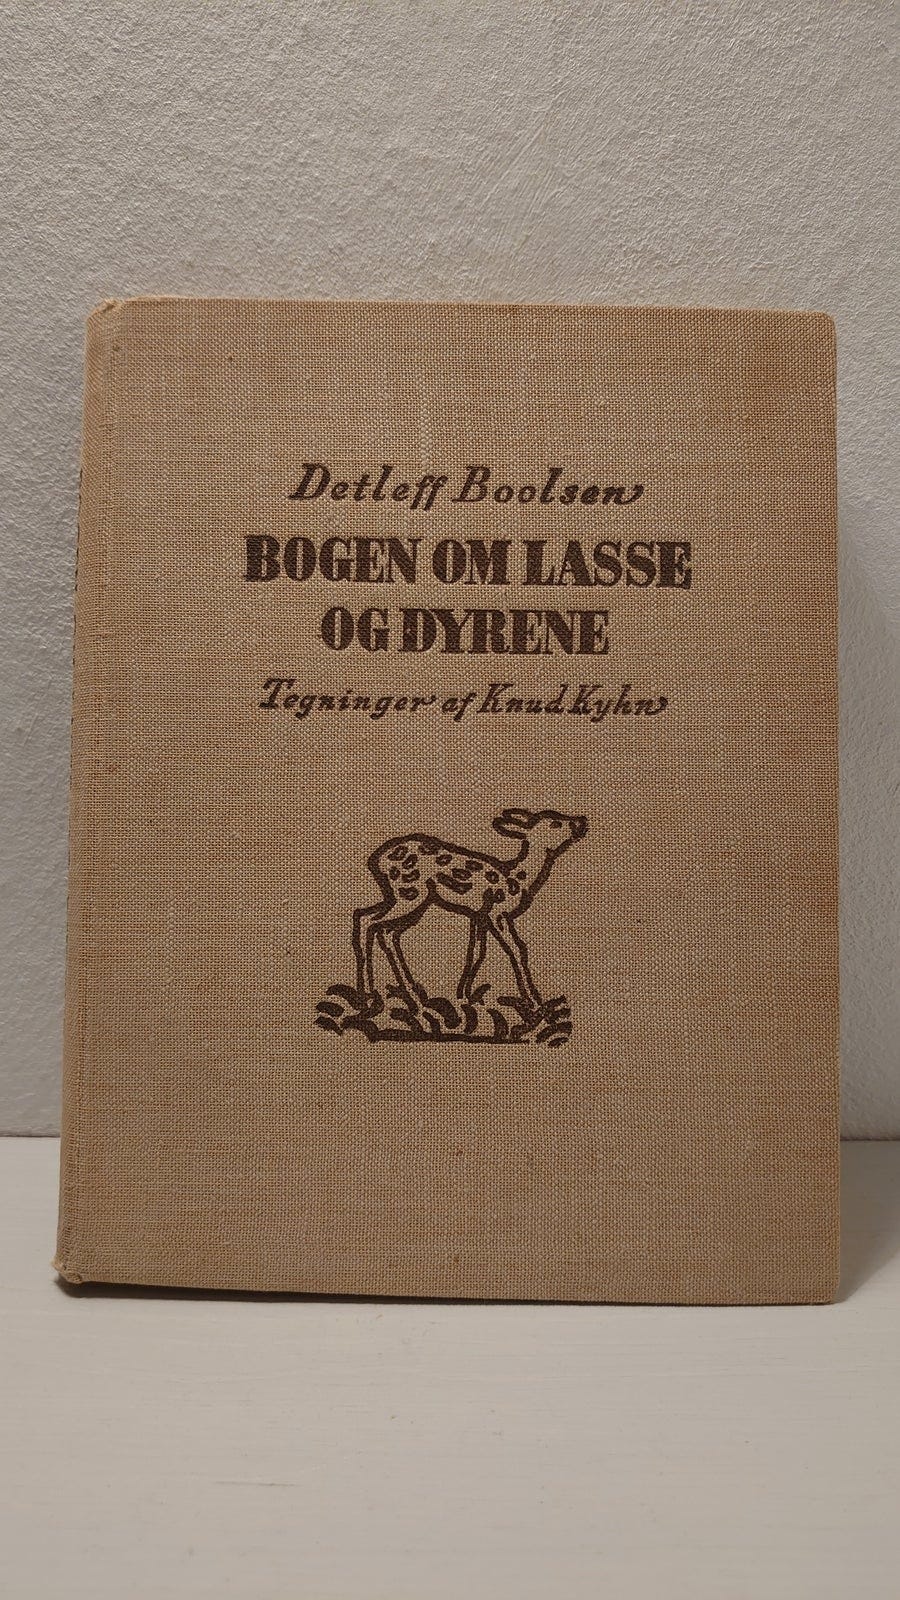 Detleff Boolsen
BOGEN OM LASSE
OG DYRENE
Tegninger af Knud Kyhn